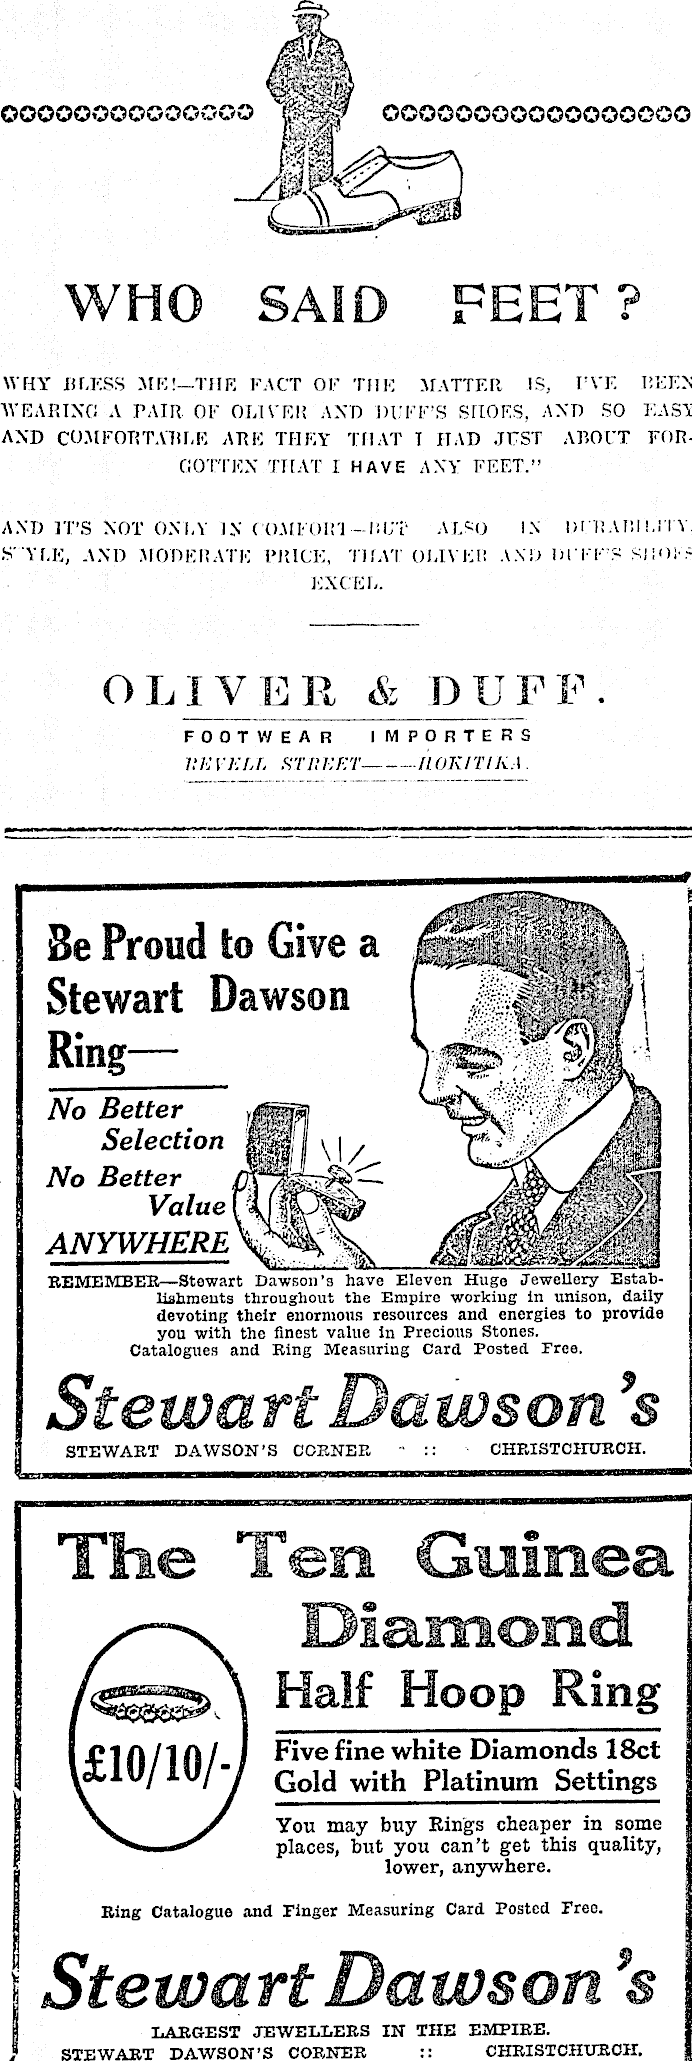 WHO SAID FEET?
WHY BLESS ME!—THE FACT OF THE MATTER IS, I'VE BEEN
WEARING A PAIR OF OLIVER AND DUFF'S SHOES, AND SO EASY
AND COMFORTABLE ARE THEY THAT I HAD JUST ABOUT FOR-
GOTTEN THAT I HAVE ANY FEET."
AND IT'S NOT ONLY IN COMFORT—BUT ALSO IN DURABILITY,
STYLE, AND MODERATE PRICE, THAT OLIVER AND DUFF'S SHOES
EXCEL.
OLIVER & DUFF.
FOOTWEAR IMPORTERS
REVELL STREET———HOKITIKA.
Be Proud to Give a
Stewart Dawson
Ring—
No Better
Selection
No Better
Value
ANYWHERE
REMEMBER—Stewart Dawson's have Eleven Huge Jewellery Estab-
lishments throughout the Empire working in unison, daily
devoting their enormous resources and energies to provide
you with the finest value in Precious Stones.
Catalogues and Ring Measuring Card Posted Free.
Stewart Dawson's
STEWART DAWSON'S CORNER :: CHRISTCHURCH.
The Ten Guinea
Diamond
Half Hoop Ring
£10/10/-
Five fine white Diamonds 18ct
Gold with Platinum Settings
You may buy Rings cheaper in some
places, but you can't get this quality,
lower, anywhere.
Ring Catalogue and Finger Measuring Card Posted Free.
Stewart Dawson's
LARGEST JEWELLERS IN THE EMPIRE.
STEWART DAWSON'S CORNER :: CHRISTCHURCH.